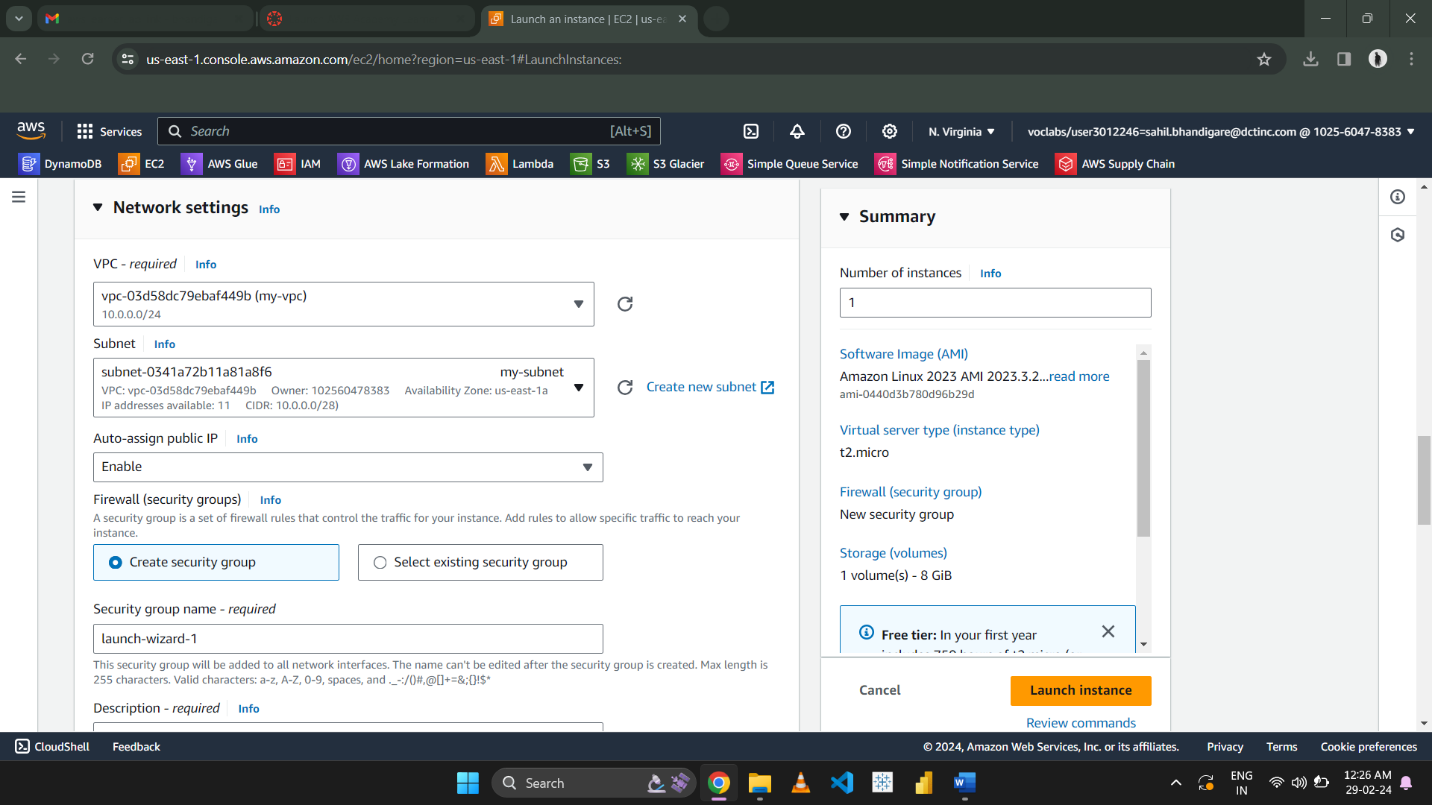 Launch an instance | EC2 | us-ea
us-east-1.console.aws.amazon.com/ec2/home?region=us-east-1#LaunchInstances:
aws
Services
Search
[Alt+S]
N. Virginia
voclabs/user3012246=sahil.bhandigare@dctinc.com @ 1025-6047-8383
DynamoDB
EC2
AWS Glue
IAM
AWS Lake Formation
Lambda
S3
S3 Glacier
Simple Queue Service
Simple Notification Service
AWS Supply Chain
Network settings Info
VPC - required Info
vpc-03d58dc79ebaf449b (my-vpc)
10.0.0.0/24
Subnet Info
subnet-0341a72b11a81a8f6 my-subnet
VPC: vpc-03d58dc79ebaf449b Owner: 102560478383 Availability Zone: us-east-1a
IP addresses available: 11 CIDR: 10.0.0.0/28)
Create new subnet
Auto-assign public IP Info
Enable
Firewall (security groups) Info
A security group is a set of firewall rules that control the traffic for your instance. Add rules to allow specific traffic to reach your
instance.
Create security group
Select existing security group
Security group name - required
launch-wizard-1
This security group will be added to all network interfaces. The name can't be edited after the security group is created. Max length is
255 characters. Valid characters: a-z, A-Z, 0-9, spaces, and ._-:/()#,@[]+=&;{}!$*
Description - required Info
Summary
Number of instances Info
1
Software Image (AMI)
Amazon Linux 2023 AMI 2023.3.2...read more
ami-0440d3b780d96b29d
Virtual server type (instance type)
t2.micro
Firewall (security group)
New security group
Storage (volumes)
1 volume(s) - 8 GiB
Free tier: In your first year
Cancel
Launch instance
Review commands
CloudShell
Feedback
© 2024, Amazon Web Services, Inc. or its affiliates.
Privacy
Terms
Cookie preferences
Search
ENG
IN
12:26 AM
29-02-24